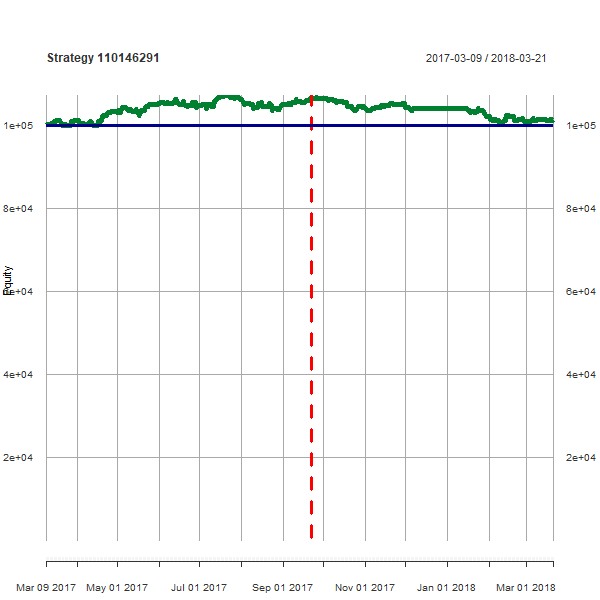 Strategy 110146291 2017-03-09 / 2018-03-21
1e+05 1e+05
8e+04 8e+04
Equity
6e+04 6e+04
4e+04 4e+04
2e+04 2e+04
Mar 09 2017 May 01 2017 Jul 01 2017 Sep 01 2017 Nov 01 2017 Jan 01 2018 Mar 01 2018